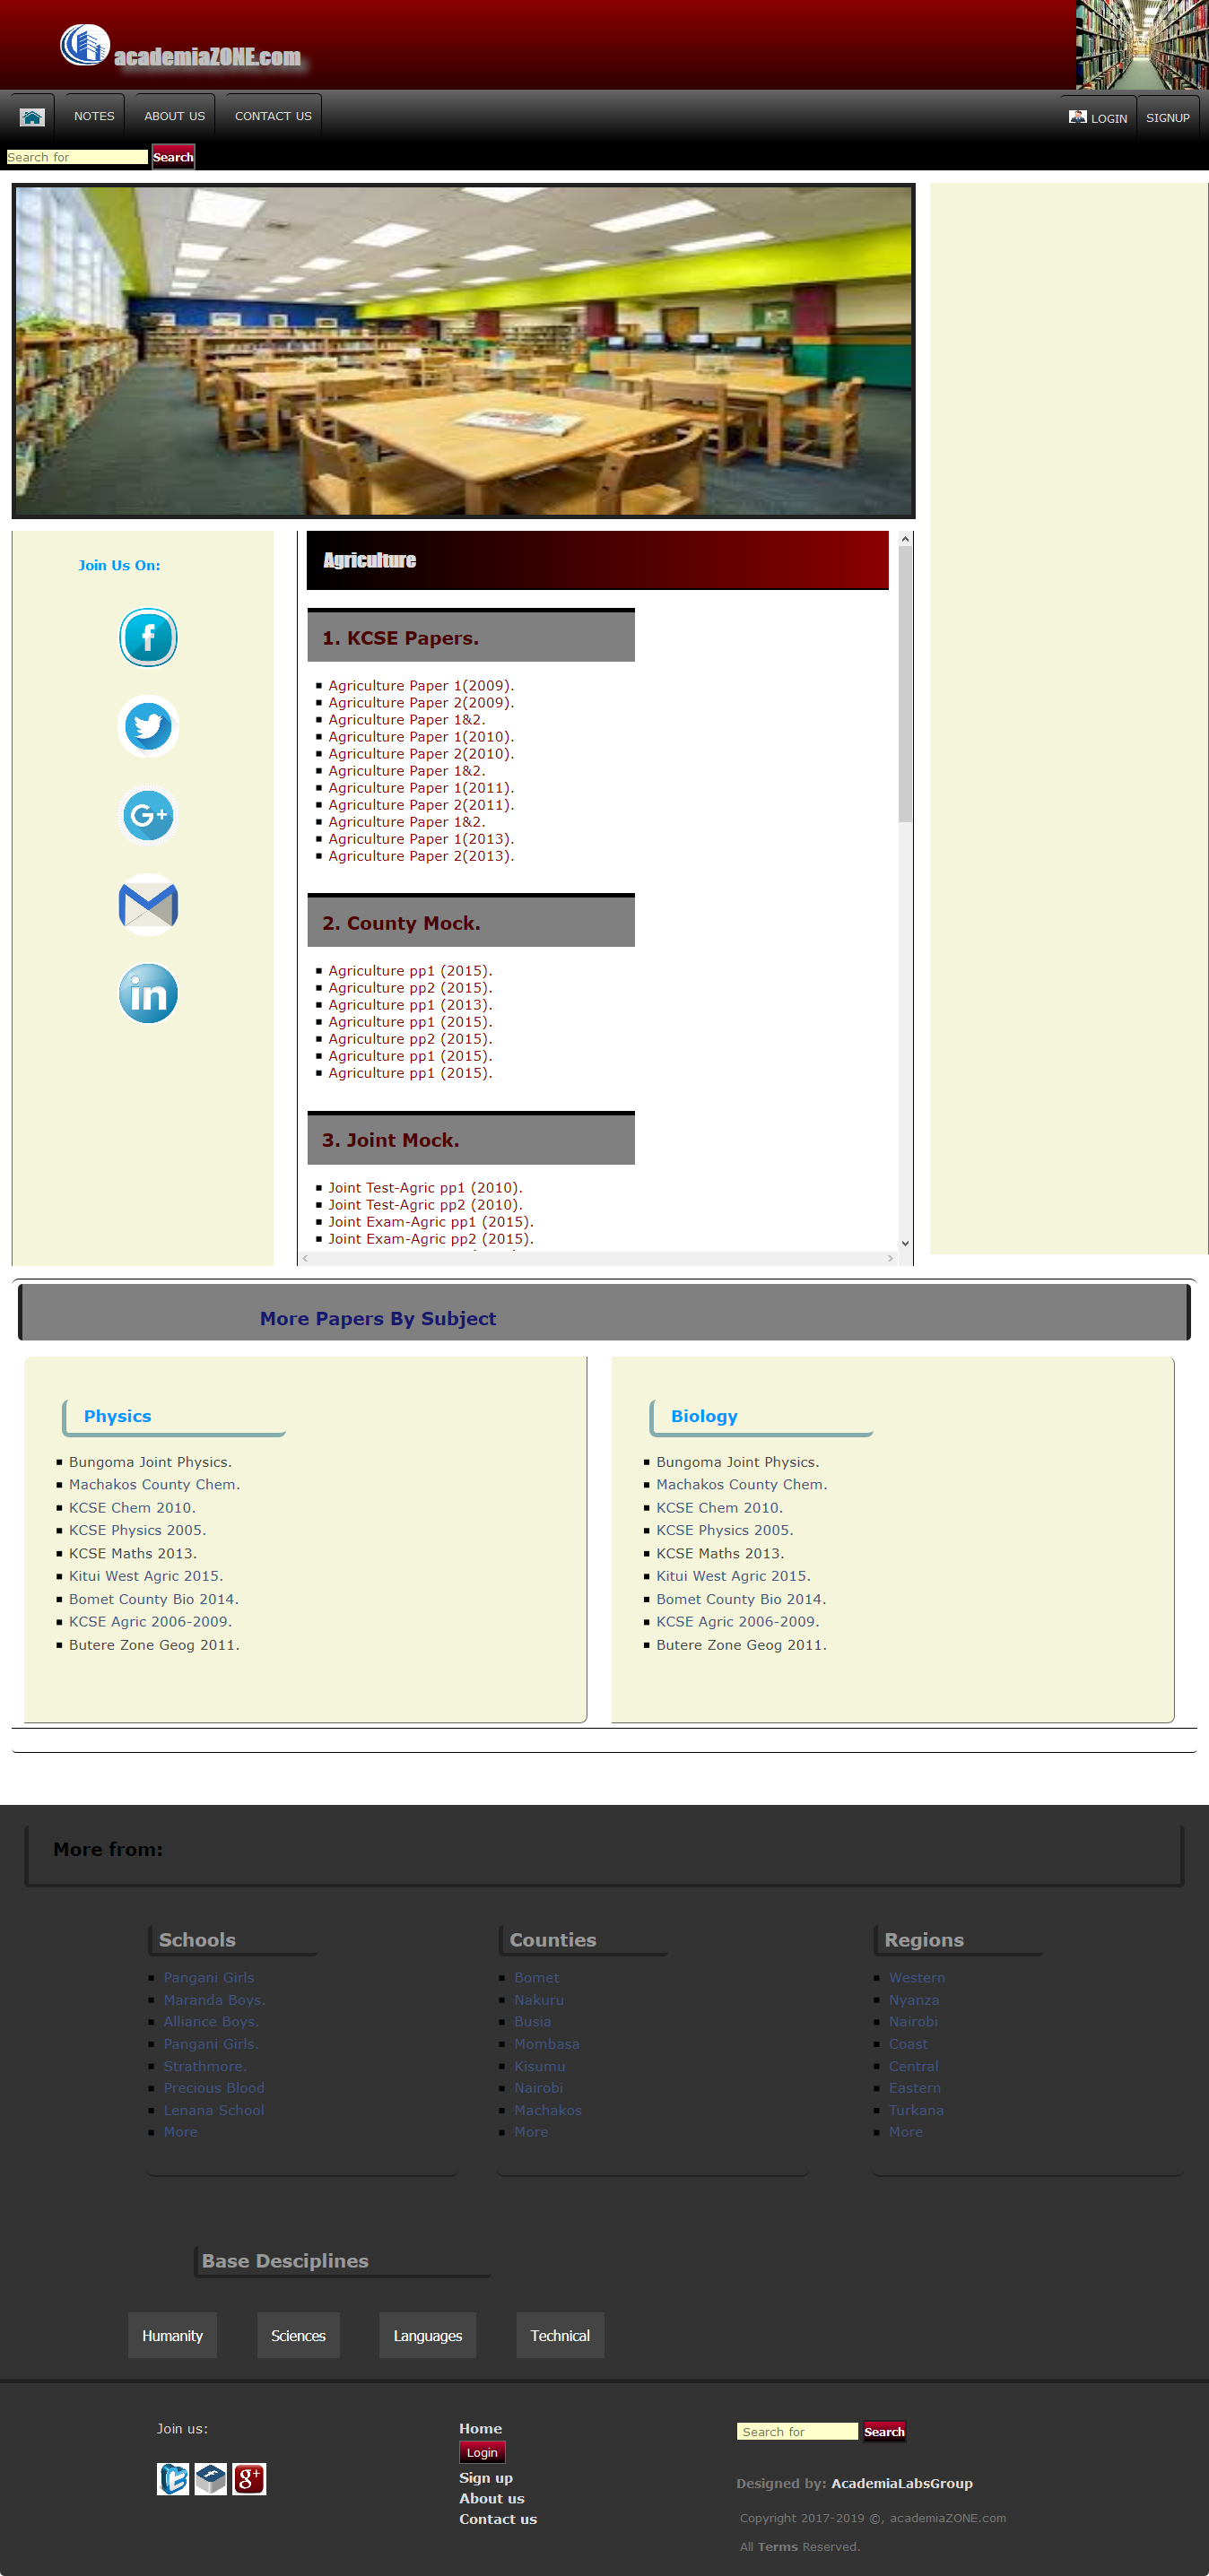 academiaZONE.com
NOTES
ABOUT US
CONTACT US
LOGIN
SIGNUP
Search for
Search
Join Us On:
Agriculture
1. KCSE Papers.
Agriculture Paper 1(2009).
Agriculture Paper 2(2009).
Agriculture Paper 1&2.
Agriculture Paper 1(2010).
Agriculture Paper 2(2010).
Agriculture Paper 1&2.
Agriculture Paper 1(2011).
Agriculture Paper 2(2011).
Agriculture Paper 1&2.
Agriculture Paper 1(2013).
Agriculture Paper 2(2013).
2. County Mock.
Agriculture pp1 (2015).
Agriculture pp2 (2015).
Agriculture pp1 (2013).
Agriculture pp1 (2015).
Agriculture pp2 (2015).
Agriculture pp1 (2015).
Agriculture pp1 (2015).
3. Joint Mock.
Joint Test-Agric pp1 (2010).
Joint Test-Agric pp2 (2010).
Joint Exam-Agric pp1 (2015).
Joint Exam-Agric pp2 (2015).
More Papers By Subject
Physics
Bungoma Joint Physics.
Machakos County Chem.
KCSE Chem 2010.
KCSE Physics 2005.
KCSE Maths 2013.
Kitui West Agric 2015.
Bomet County Bio 2014.
KCSE Agric 2006-2009.
Butere Zone Geog 2011.
Biology
Bungoma Joint Physics.
Machakos County Chem.
KCSE Chem 2010.
KCSE Physics 2005.
KCSE Maths 2013.
Kitui West Agric 2015.
Bomet County Bio 2014.
KCSE Agric 2006-2009.
Butere Zone Geog 2011.
More from:
Schools
Pangani Girls
Maranda Boys.
Alliance Boys.
Pangani Girls.
Strathmore.
Precious Blood
Lenana School
More
Counties
Bomet
Nakuru
Busia
Mombasa
Kisumu
Nairobi
Machakos
More
Regions
Western
Nyanza
Nairobi
Coast
Central
Eastern
Turkana
More
Base Desciplines
Humanity
Sciences
Languages
Technical
Join us:
Home
Login
Sign up
About us
Contact us
Search for
Search
Designed by: AcademiaLabsGroup
Copyright 2017-2019 ©, academiaZONE.com
All Terms Reserved.